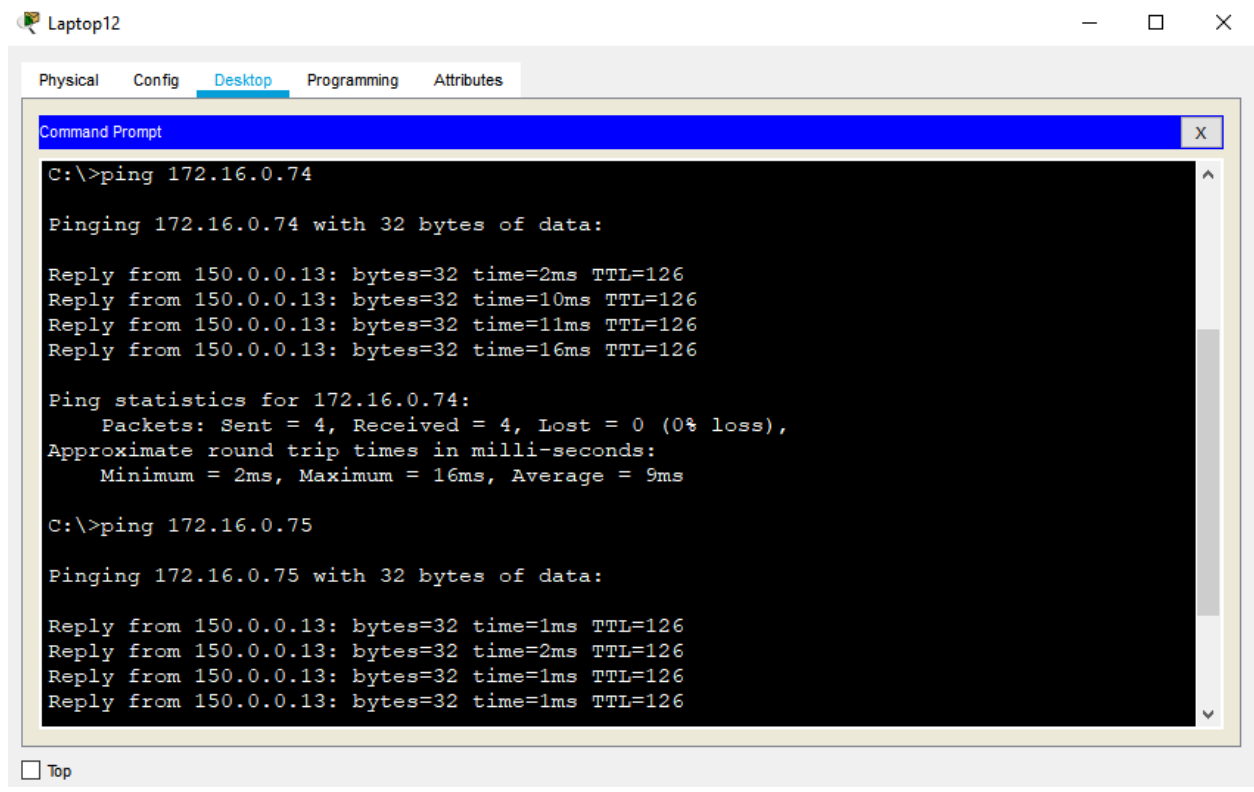 Laptop12
Physical Config Desktop Programming Attributes
Command Prompt X
C:\>ping 172.16.0.74
Pinging 172.16.0.74 with 32 bytes of data:
Reply from 150.0.0.13: bytes=32 time=2ms TTL=126
Reply from 150.0.0.13: bytes=32 time=10ms TTL=126
Reply from 150.0.0.13: bytes=32 time=11ms TTL=126
Reply from 150.0.0.13: bytes=32 time=16ms TTL=126
Ping statistics for 172.16.0.74:
Packets: Sent = 4, Received = 4, Lost = 0 (0% loss),
Approximate round trip times in milli-seconds:
Minimum = 2ms, Maximum = 16ms, Average = 9ms
C:\>ping 172.16.0.75
Pinging 172.16.0.75 with 32 bytes of data:
Reply from 150.0.0.13: bytes=32 time=1ms TTL=126
Reply from 150.0.0.13: bytes=32 time=2ms TTL=126
Reply from 150.0.0.13: bytes=32 time=1ms TTL=126
Reply from 150.0.0.13: bytes=32 time=1ms TTL=126
Top